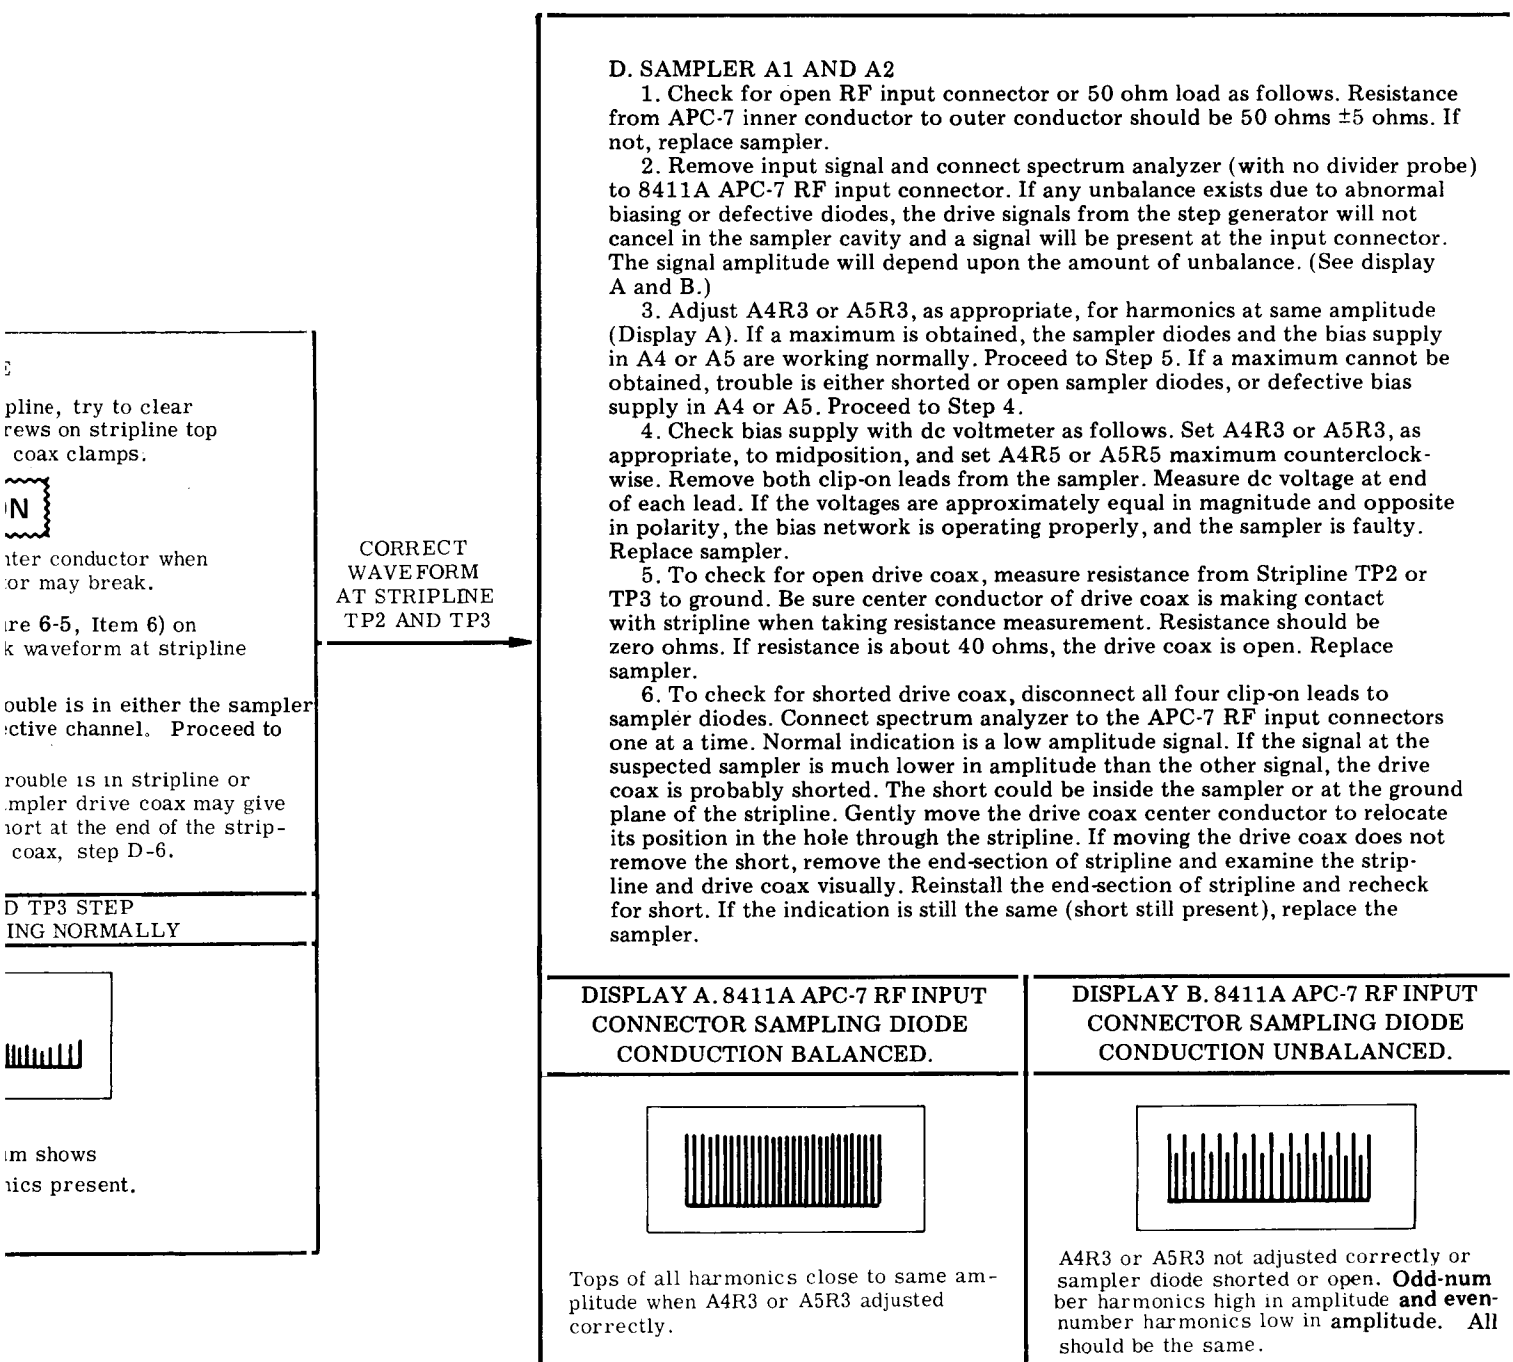 E
pline, try to clear
rews on stripline top
coax clamps.
ON
nter conductor when
tor may break.
re 6-5, Item 6) on
k waveform at stripline
ouble is in either the sampler
ective channel. Proceed to
rouble is in stripline or
mpler drive coax may give
hort at the end of the strip-
coax, step D-6.
D TP3 STEP
ING NORMALLY
um shows
nics present.
CORRECT
WAVEFORM
AT STRIPLINE
TP2 AND TP3
D. SAMPLER A1 AND A2
1. Check for open RF input connector or 50 ohm load as follows. Resistance
from APC-7 inner conductor to outer conductor should be 50 ohms ±5 ohms. If
not, replace sampler.
2. Remove input signal and connect spectrum analyzer (with no divider probe)
to 8411A APC-7 RF input connector. If any unbalance exists due to abnormal
biasing or defective diodes, the drive signals from the step generator will not
cancel in the sampler cavity and a signal will be present at the input connector.
The signal amplitude will depend upon the amount of unbalance. (See display
A and B.)
3. Adjust A4R3 or A5R3, as appropriate, for harmonics at same amplitude
(Display A). If a maximum is obtained, the sampler diodes and the bias supply
in A4 or A5 are working normally. Proceed to Step 5. If a maximum cannot be
obtained, trouble is either shorted or open sampler diodes, or defective bias
supply in A4 or A5. Proceed to Step 4.
4. Check bias supply with dc voltmeter as follows. Set A4R3 or A5R3, as
appropriate, to midposition, and set A4R5 or A5R5 maximum counterclock-
wise. Remove both clip-on leads from the sampler. Measure dc voltage at end
of each lead. If the voltages are approximately equal in magnitude and opposite
in polarity, the bias network is operating properly, and the sampler is faulty.
Replace sampler.
5. To check for open drive coax, measure resistance from Stripline TP2 or
TP3 to ground. Be sure center conductor of drive coax is making contact
with stripline when taking resistance measurement. Resistance should be
zero ohms. If resistance is about 40 ohms, the drive coax is open. Replace
sampler.
6. To check for shorted drive coax, disconnect all four clip-on leads to
sampler diodes. Connect spectrum analyzer to the APC-7 RF input connectors
one at a time. Normal indication is a low amplitude signal. If the signal at the
suspected sampler is much lower in amplitude than the other signal, the drive
coax is probably shorted. The short could be inside the sampler or at the ground
plane of the stripline. Gently move the drive coax center conductor to relocate
its position in the hole through the stripline. If moving the drive coax does not
remove the short, remove the end-section of stripline and examine the strip-
line and drive coax visually. Reinstall the end-section of stripline and recheck
for short. If the indication is still the same (short still present), replace the
sampler.
DISPLAY A. 8411A APC-7 RF INPUT
CONNECTOR SAMPLING DIODE
CONDUCTION BALANCED.
Tops of all harmonics close to same am-
plitude when A4R3 or A5R3 adjusted
correctly.
DISPLAY B. 8411A APC-7 RF INPUT
CONNECTOR SAMPLING DIODE
CONDUCTION UNBALANCED.
A4R3 or A5R3 not adjusted correctly or
sampler diode shorted or open. Odd-num
ber harmonics high in amplitude and even-
number harmonics low in amplitude. All
should be the same.